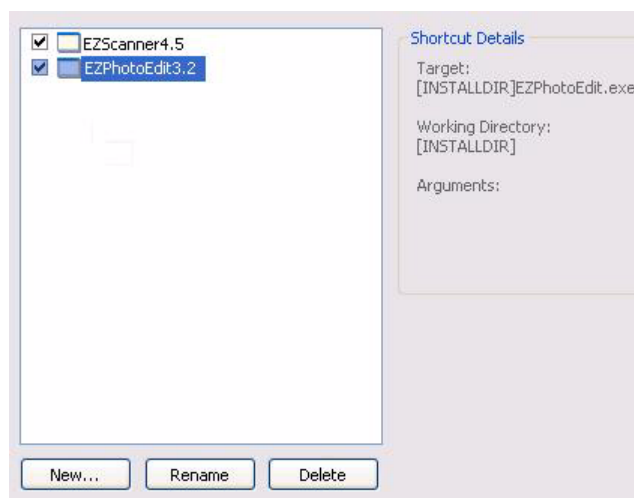 EZScanner4.5
EZPhotoEdit3.2
Shortcut Details
Target:
[INSTALLDIR]EZPhotoEdit.exe
Working Directory:
[INSTALLDIR]
Arguments:
New...
Rename
Delete